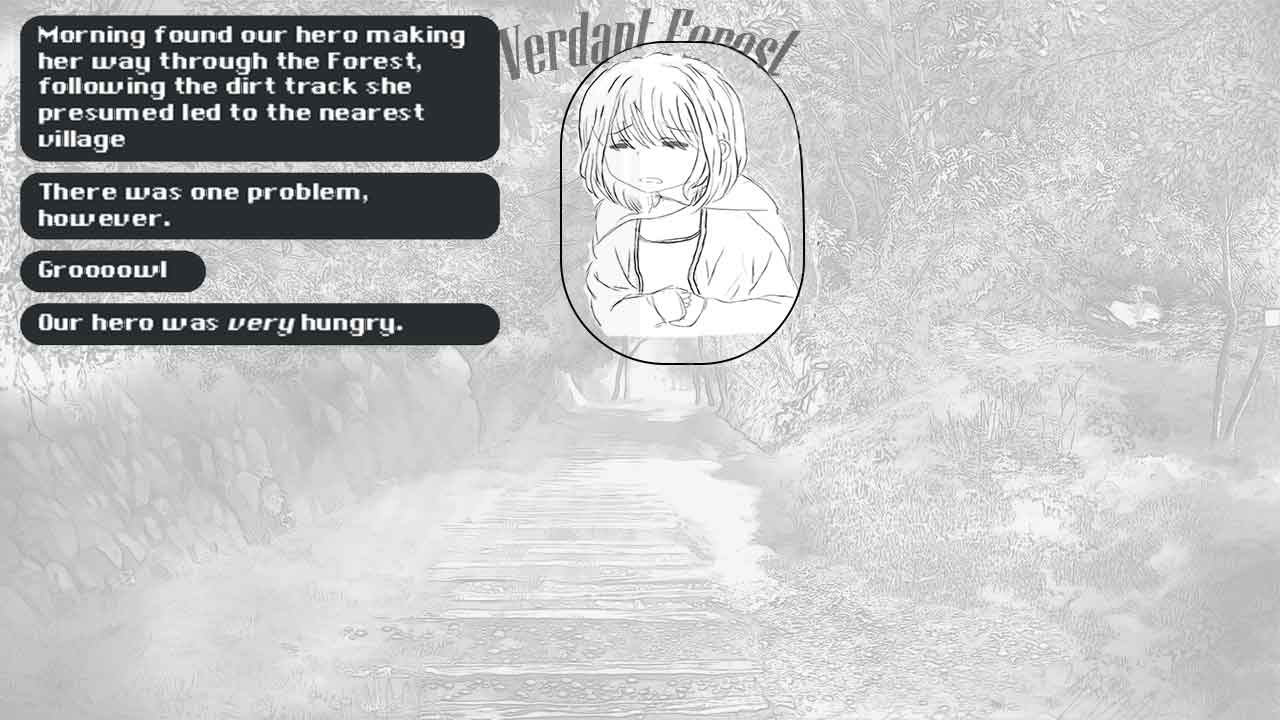 Verdant Forest
Morning found our hero making
her way through the Forest,
following the dirt track she
presumed led to the nearest
village
There was one problem,
however.
Groooowl
Our hero was very hungry.